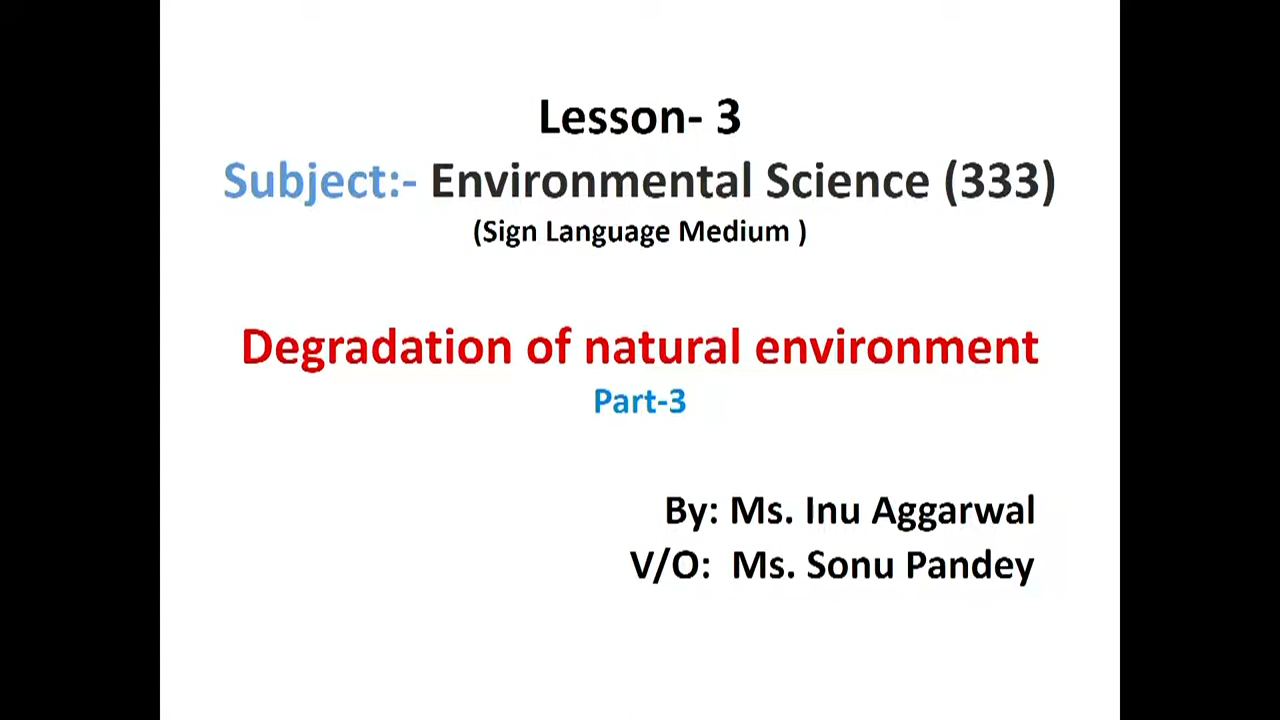 Lesson- 3
Subject:- Environmental Science (333)
(Sign Language Medium )
Degradation of natural environment
Part-3
By: Ms. Inu Aggarwal
V/O: Ms. Sonu Pandey